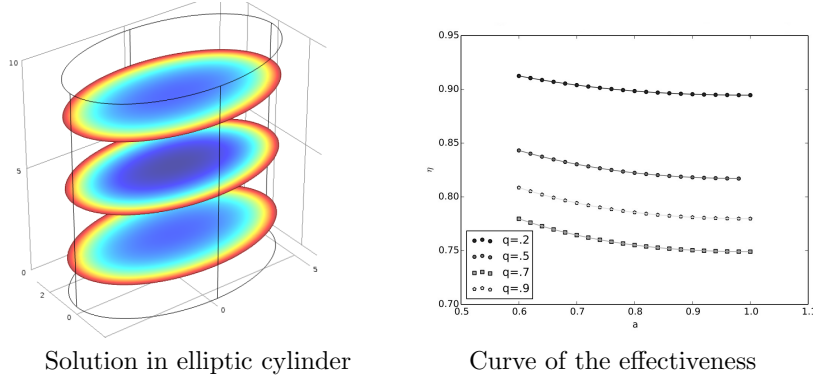 10
5
0
2
0
0
5
0.95
0.90
0.85
η
0.80
0.75
0.70
q=.2
q=.5
q=.7
q=.9
0.5 0.6 0.7 0.8 0.9 1.0 1.1
a
Solution in elliptic cylinder
Curve of the effectiveness